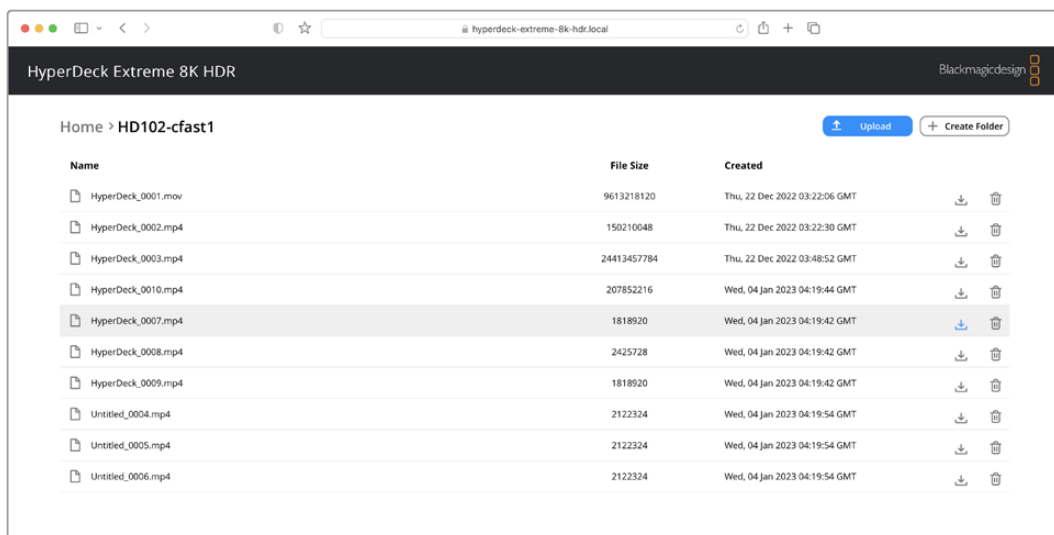 hyperdeck-extreme-8k-hdr.local
HyperDeck Extreme 8K HDR
Blackmagicdesign
Home > HD102-cfast1
Upload
+ Create Folder
Name File Size Created
HyperDeck_0001.mov 9613218120 Thu, 22 Dec 2022 03:22:06 GMT
HyperDeck_0002.mp4 150210048 Thu, 22 Dec 2022 03:22:30 GMT
HyperDeck_0003.mp4 24413457784 Thu, 22 Dec 2022 03:48:52 GMT
HyperDeck_0010.mp4 207852216 Wed, 04 Jan 2023 04:19:44 GMT
HyperDeck_0007.mp4 1818920 Wed, 04 Jan 2023 04:19:42 GMT
HyperDeck_0008.mp4 2425728 Wed, 04 Jan 2023 04:19:42 GMT
HyperDeck_0009.mp4 1818920 Wed, 04 Jan 2023 04:19:42 GMT
Untitled_0004.mp4 2122324 Wed, 04 Jan 2023 04:19:54 GMT
Untitled_0005.mp4 2122324 Wed, 04 Jan 2023 04:19:54 GMT
Untitled_0006.mp4 2122324 Wed, 04 Jan 2023 04:19:54 GMT